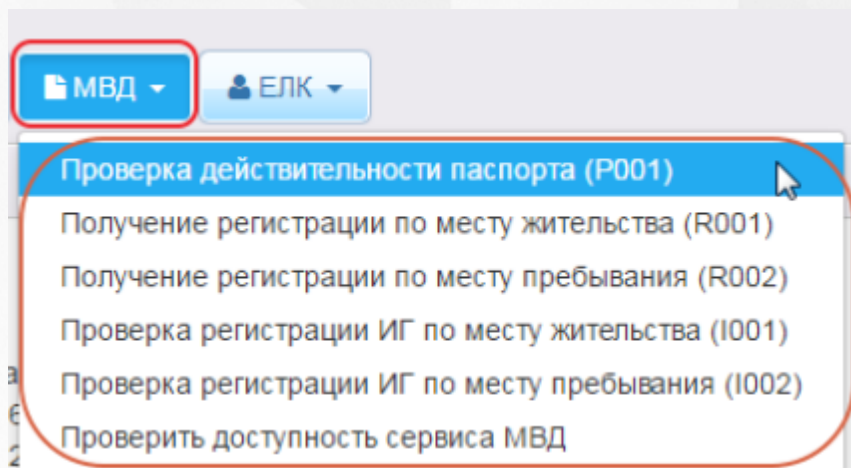 МВД ЕЛК
Проверка действительности паспорта (P001)
Получение регистрации по месту жительства (R001)
Получение регистрации по месту пребывания (R002)
Проверка регистрации ИГ по месту жительства (I001)
Проверка регистрации ИГ по месту пребывания (I002)
Проверить доступность сервиса МВД